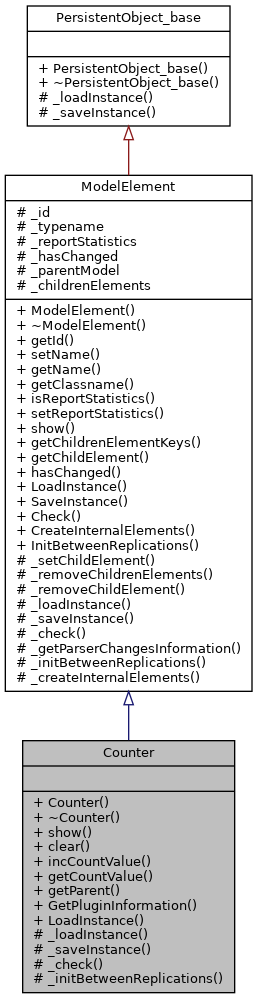 PersistentObject_base
+ PersistentObject_base()
+ ~PersistentObject_base()
# _loadInstance()
# _saveInstance()
ModelElement
# _id
# _typename
# _reportStatistics
# _hasChanged
# _parentModel
# _childrenElements
+ ModelElement()
+ ~ModelElement()
+ getId()
+ setName()
+ getName()
+ getClassname()
+ isReportStatistics()
+ setReportStatistics()
+ show()
+ getChildrenElementKeys()
+ getChildElement()
+ hasChanged()
+ LoadInstance()
+ SaveInstance()
+ Check()
+ CreateInternalElements()
+ InitBetweenReplications()
# _setChildElement()
# _removeChildrenElements()
# _removeChildElement()
# _loadInstance()
# _saveInstance()
# _check()
# _getParserChangesInformation()
# _initBetweenReplications()
# _createInternalElements()
Counter
+ Counter()
+ ~Counter()
+ show()
+ clear()
+ incCountValue()
+ getCountValue()
+ getParent()
+ GetPluginInformation()
+ LoadInstance()
# _loadInstance()
# _saveInstance()
# _check()
# _initBetweenReplications()